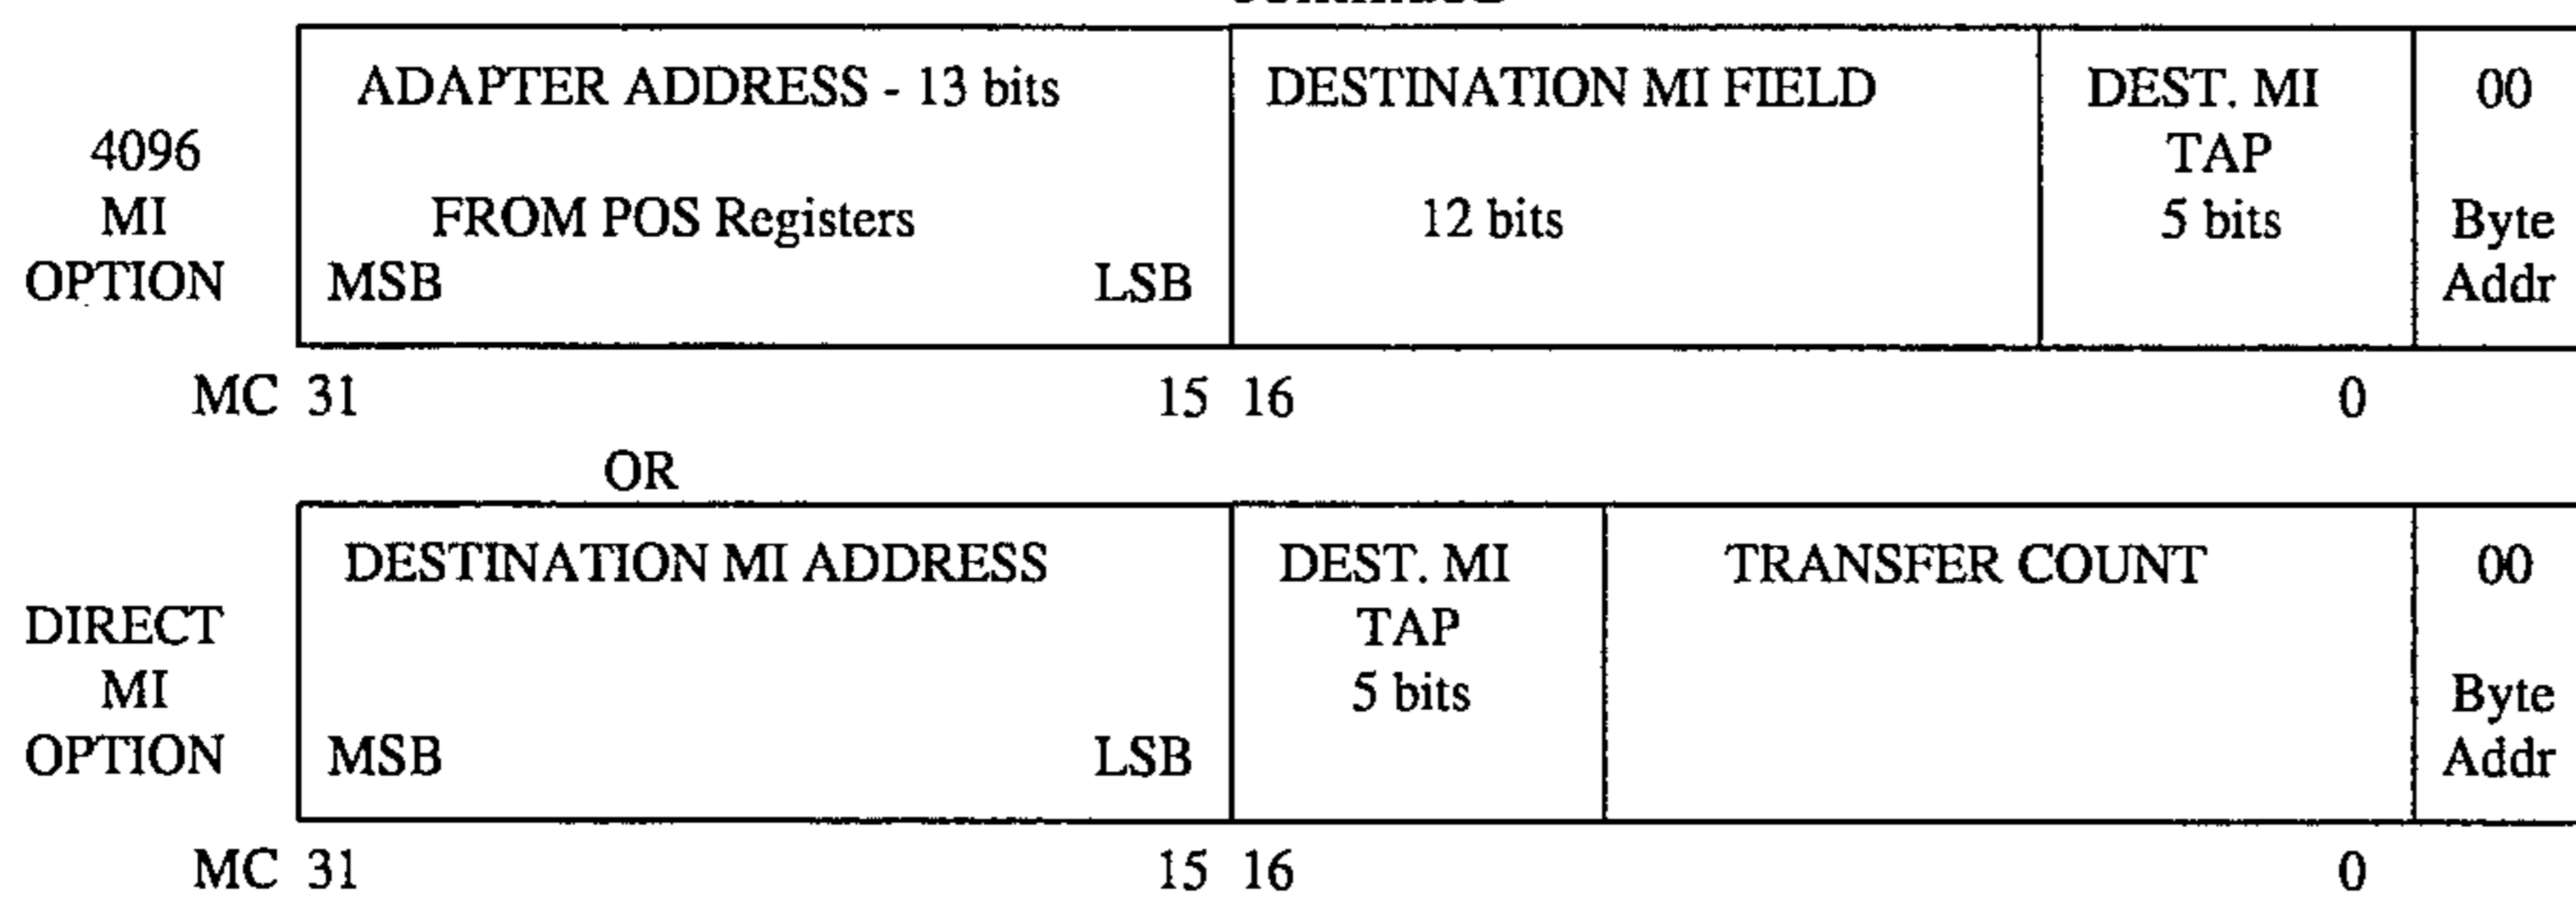 ADAPTER ADDRESS - 13 bits DESTINATION MI FIELD DEST. MI 00
4096 TAP
MI FROM POS Registers 12 bits 5 bits Byte
OPTION MSB LSB Addr
MC 31 15 16 0
OR
DESTINATION MI ADDRESS DEST. MI TRANSFER COUNT 00
DIRECT TAP
MI 5 bits Byte
OPTION MSB LSB Addr
MC 31 15 16 0